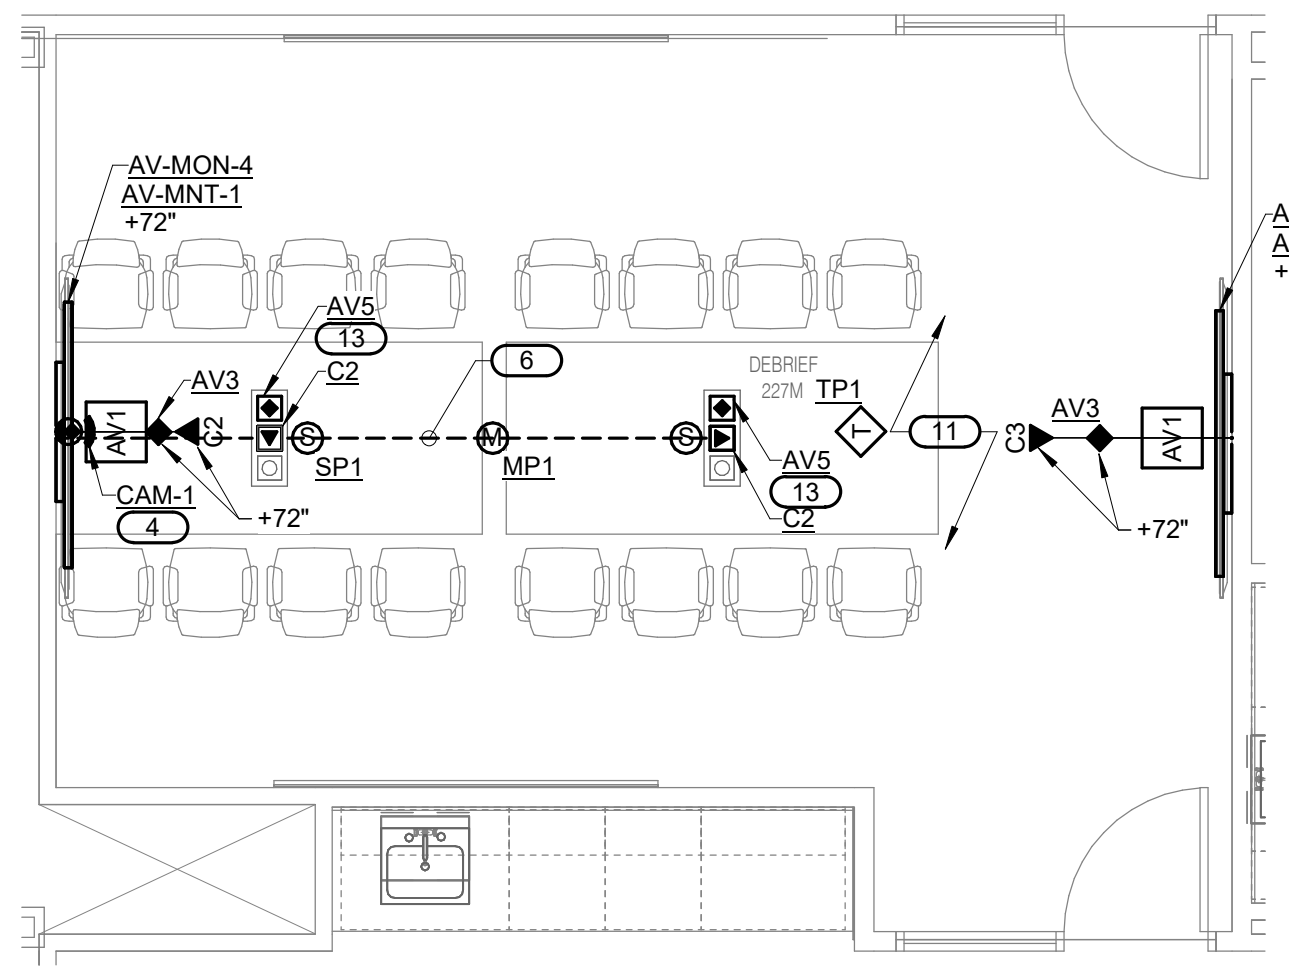 AV-MON-4
AV-MNT-1
+72"
A
A
+
AV5
13
C2
6
DEBRIEF
227M
TP1
T
AV3
AV1
C2
S
SP1
M
MP1
S
11
AV5
13
C2
C3
AV3
AV1
CAM-1
4
+72"
+72"